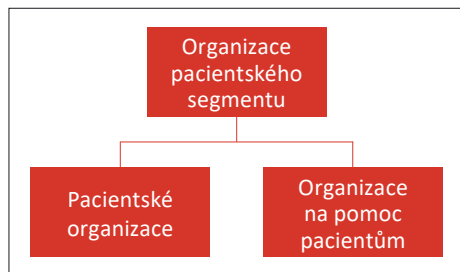 Organizace
pacientského
segmentu
Pacientské
organizace
Organizace
na pomoc
pacientům